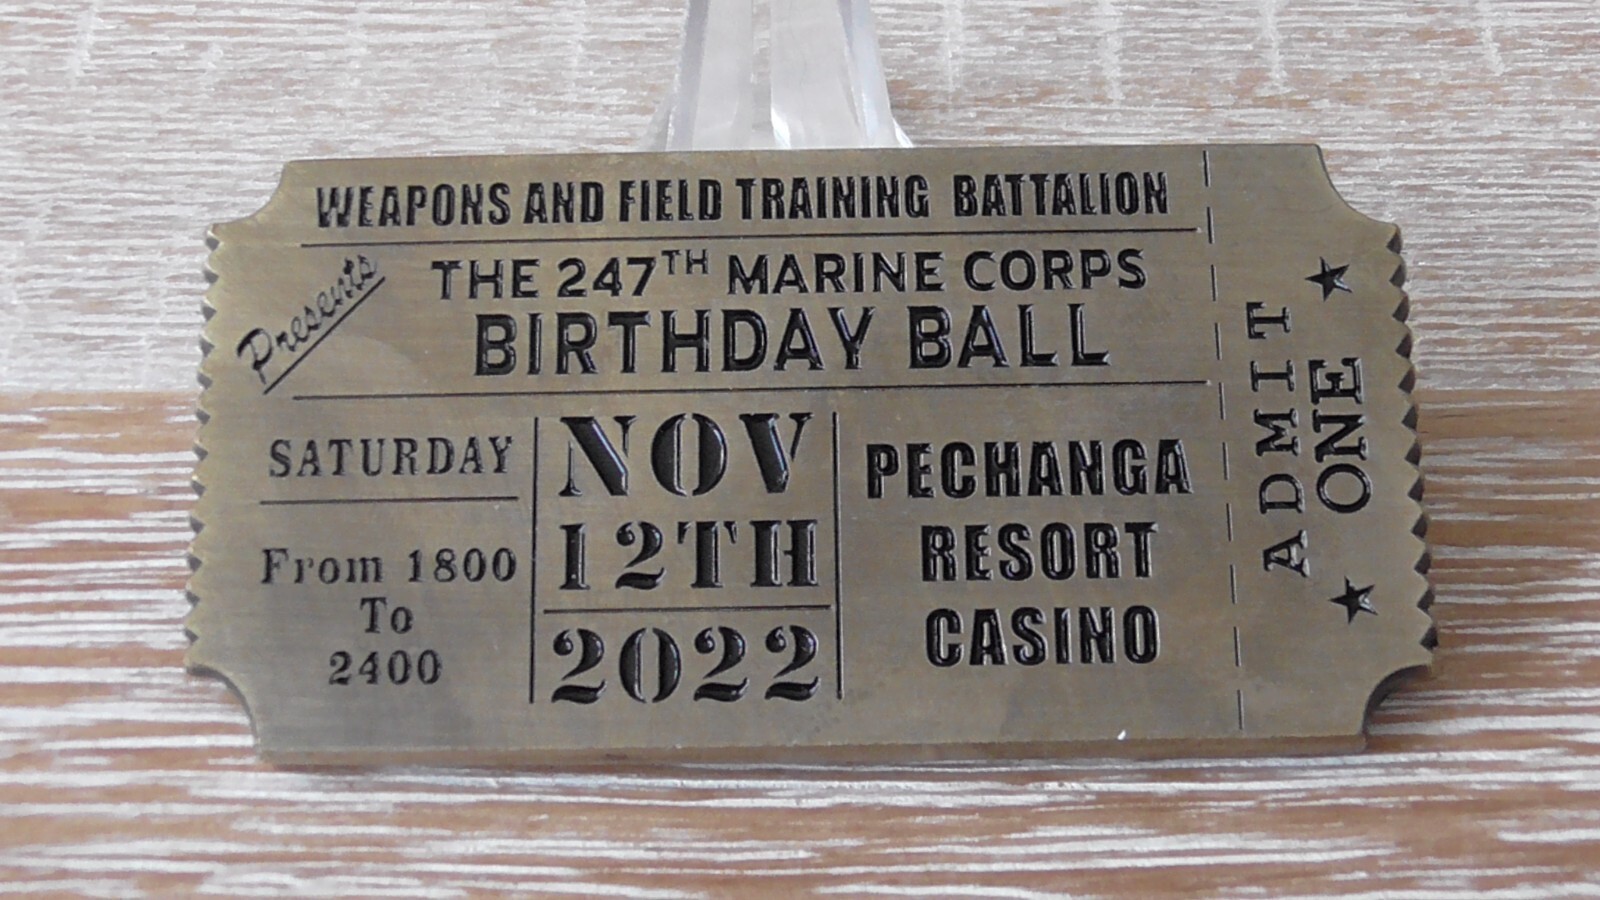 WEAPONS AND FIELD TRAINING BATTALION
Presents
THE 247TH MARINE CORPS
BIRTHDAY BALL
SATURDAY
From 1800
To
2400
NOV
12TH
2022
PECHANGA
RESORT
CASINO
ADMIT
ONE